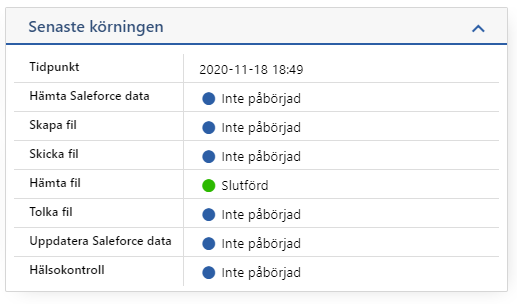 Senaste körningen
Tidpunkt 2020-11-18 18:49
Hämta Saleforce data Inte påbörjad
Skapa fil Inte påbörjad
Skicka fil Inte påbörjad
Hämta fil Slutförd
Tolka fil Inte påbörjad
Uppdatera Saleforce data Inte påbörjad
Hälsokontroll Inte påbörjad